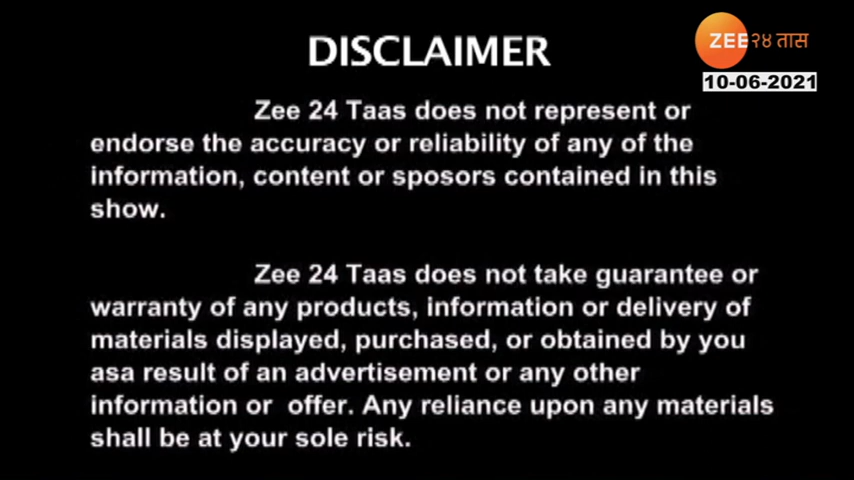 DISCLAIMER
ZEE २४ तास
10-06-2021
Zee 24 Taas does not represent or
endorse the accuracy or reliability of any of the
information, content or sposors contained in this
show.
Zee 24 Taas does not take guarantee or
warranty of any products, information or delivery of
materials displayed, purchased, or obtained by you
asa result of an advertisement or any other
information or offer. Any reliance upon any materials
shall be at your sole risk.